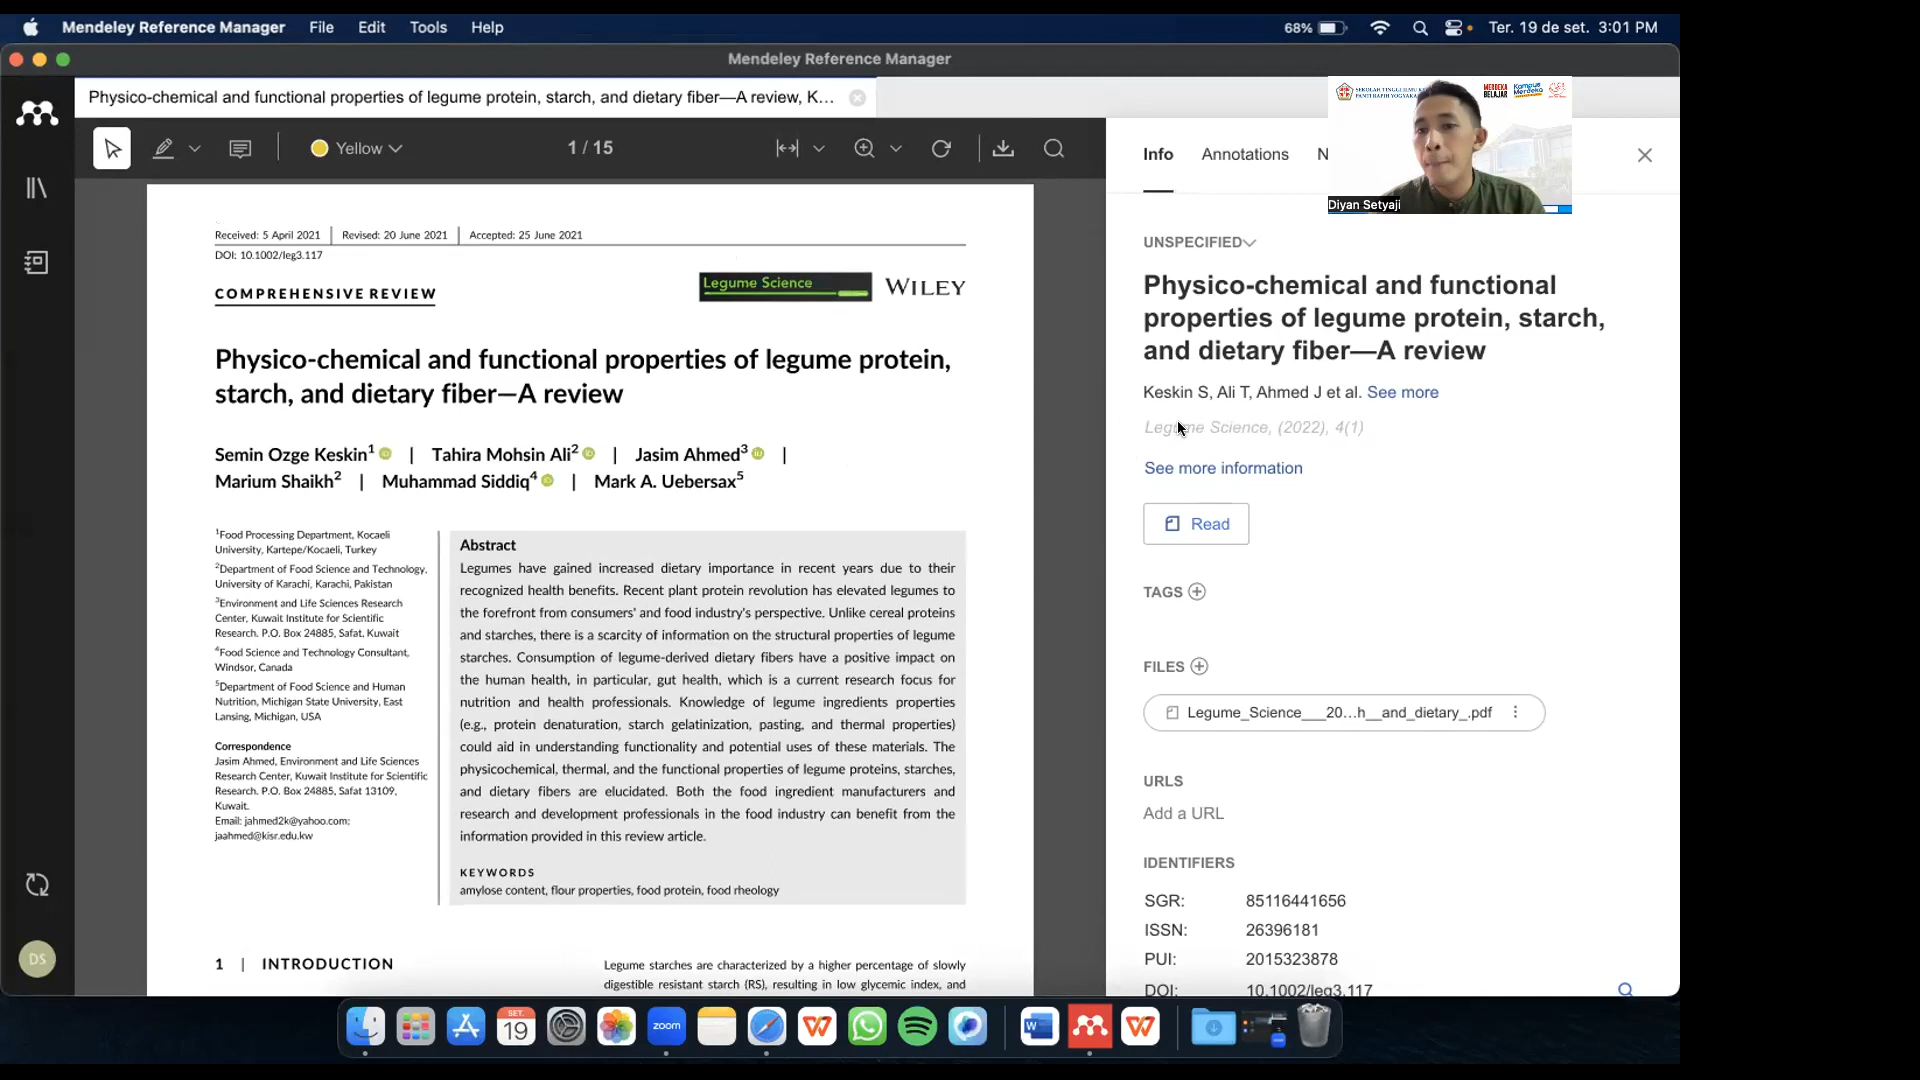 Mendeley Reference Manager File Edit Tools Help 68% Ter. 19 de set. 3:01 PM
Mendeley Reference Manager
Physico-chemical and functional properties of legume protein, starch, and dietary fiber—A review, K...
Yellow 1 / 15
Received: 5 April 2021 | Revised: 20 June 2021 | Accepted: 25 June 2021
DOI: 10.1002/leg3.117
COMPREHENSIVE REVIEW
Legume Science WILEY
Physico-chemical and functional properties of legume protein,
starch, and dietary fiber—A review
Semin Ozge Keskin1 | Tahira Mohsin Ali2 | Jasim Ahmed3 |
Marium Shaikh2 | Muhammad Siddiq4 | Mark A. Uebersax5
1Food Processing Department, Kocaeli
University, Kartepe/Kocaeli, Turkey
2Department of Food Science and Technology,
University of Karachi, Karachi, Pakistan
3Environment and Life Sciences Research
Center, Kuwait Institute for Scientific
Research. P.O. Box 24885, Safat, Kuwait
4Food Science and Technology Consultant,
Windsor, Canada
5Department of Food Science and Human
Nutrition, Michigan State University, East
Lansing, Michigan, USA
Correspondence
Jasim Ahmed, Environment and Life Sciences
Research Center, Kuwait Institute for Scientific
Research. P.O. Box 24885, Safat 13109,
Kuwait.
Email: jahmed2k@yahoo.com;
jaahmed@kisr.edu.kw
Abstract
Legumes have gained increased dietary importance in recent years due to their
recognized health benefits. Recent plant protein revolution has elevated legumes to
the forefront from consumers' and food industry's perspective. Unlike cereal proteins
and starches, there is a scarcity of information on the structural properties of legume
starches. Consumption of legume-derived dietary fibers have a positive impact on
the human health, in particular, gut health, which is a current research focus for
nutrition and health professionals. Knowledge of legume ingredients properties
(e.g., protein denaturation, starch gelatinization, pasting, and thermal properties)
could aid in understanding functionality and potential uses of these materials. The
physicochemical, thermal, and the functional properties of legume proteins, starches,
and dietary fibers are elucidated. Both the food ingredient manufacturers and
research and development professionals in the food industry can benefit from the
information provided in this review article.
KEYWORDS
amylose content, flour properties, food protein, food rheology
1 | INTRODUCTION
Legume starches are characterized by a higher percentage of slowly
digestible resistant starch (RS), resulting in low glycemic index, and
Info Annotations N
MERDEKA
BELAJAR
Kampus
Merdeka
PANTI RAPIH
Diyan Setyaji
UNSPECIFIED
Physico-chemical and functional
properties of legume protein, starch,
and dietary fiber—A review
Keskin S, Ali T, Ahmed J et al. See more
Legume Science, (2022), 4(1)
See more information
Read
TAGS
FILES
Legume_Science___20...h__and_dietary_.pdf
URLS
Add a URL
IDENTIFIERS
SGR: 85116441656
ISSN: 26396181
PUI: 2015323878
DOI: 10.1002/leg3.117
DS
SET.
19
zoom
W